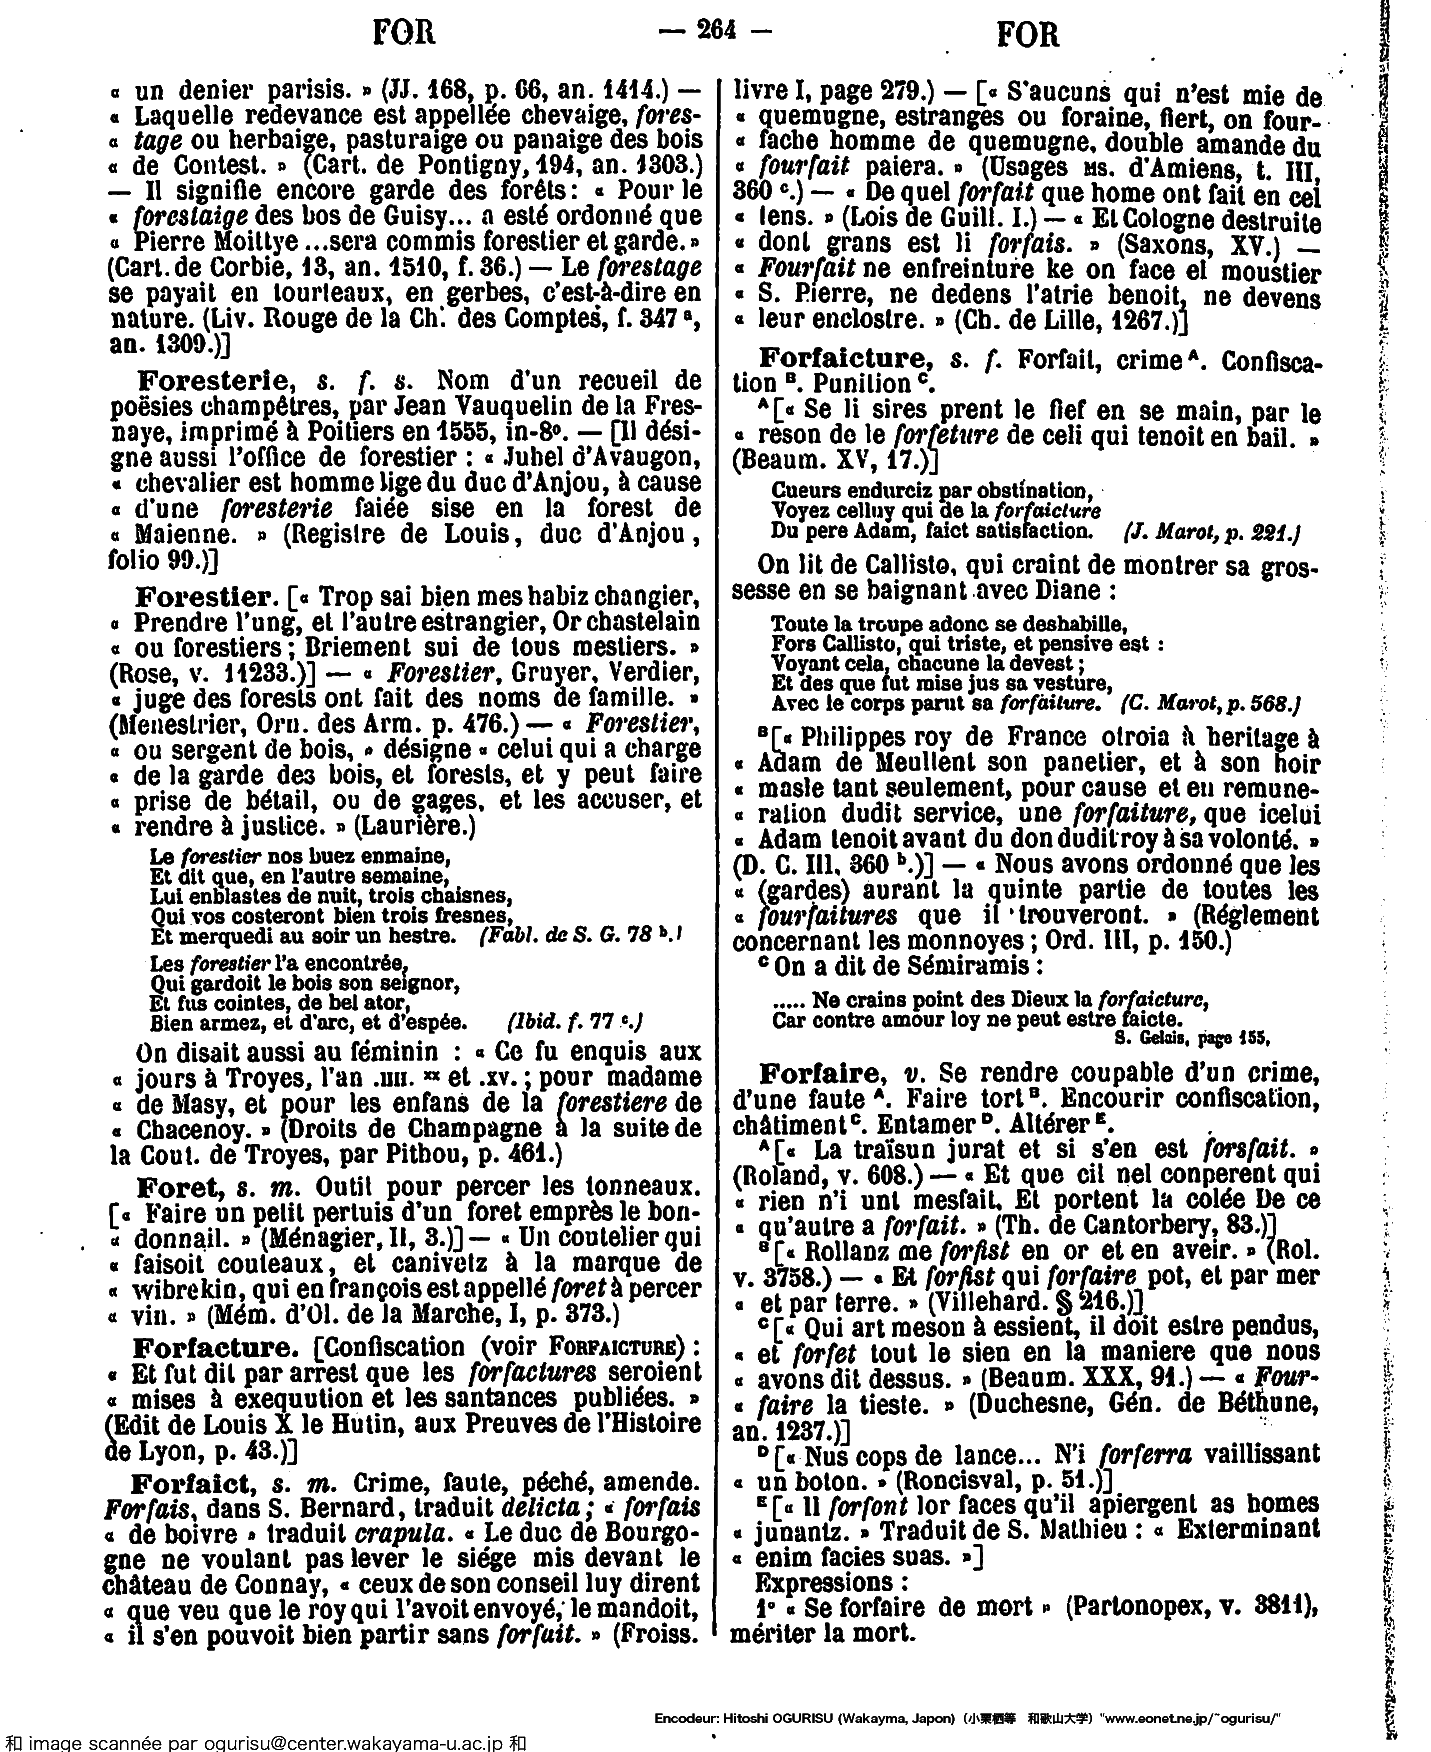 FOR — 264 — FOR
« un denier parisis. » (JJ. 168, p. 66, an. 1414.) —
« Laquelle redevance est appellée chevaige, fores-
« tage ou herbaige, pasturaige ou panaige des bois
« de Contest. » (Cart. de Pontigny, 194, an. 1303.)
— Il signifie encore garde des forêts : « Pour le
« forestaige des bos de Guisy... a esté ordonné que
« Pierre Moittye ...sera commis forestier et garde. »
(Cart. de Corbie, 13, an. 1510, f. 36.) — Le forestage
se payait en tourteaux, en gerbes, c'est-à-dire en
nature. (Liv. Rouge de la Ch. des Comptes, f. 347 a,
an. 1309.)]
Foresterie, s. f. s. Nom d'un recueil de
poësies champêtres, par Jean Vauquelin de la Fres-
naye, imprimé à Poitiers en 1555, in-8o. — [Il dési-
gne aussi l'office de forestier : « Juhel d'Avaugon,
« chevalier est homme lige du duc d'Anjou, à cause
« d'une foresterie faiée sise en la forest de
« Maienne. » (Registre de Louis, duc d'Anjou,
folio 99.)]
Forestier. [« Trop sai bien mes habiz changier,
« Prendre l'ung, et l'autre estrangier, Or chastelain
« ou forestiers ; Briement sui de tous mestiers. »
(Rose, v. 11233.)] — « Forestier, Gruyer, Verdier,
« juge des forests ont fait des noms de famille. »
(Menestrier, Orn. des Arm. p. 476.) — « Forestier,
« ou sergent de bois, » désigne « celui qui a charge
« de la garde des bois, et forests, et y peut faire
« prise de bétail, ou de gages, et les accuser, et
« rendre à justice. » (Laurière.)
Le forestier nos buez enmaine,
Et dit que, en l'autre semaine,
Lui enblastes de nuit, trois chaisnes,
Qui vos costeront bien trois fresnes,
Et merquedi au soir un hestre. (Fabl. de S. G. 78 b.)
Les forestier l'a encontrée,
Qui gardoit le bois son seignor,
Et fus cointes, de bel ator,
Bien armez, et d'arc, et d'espée. (Ibid. f. 77 c.)
On disait aussi au féminin : « Ce fu enquis aux
« jours à Troyes, l'an .IIII. xx et .xv. ; pour madame
« de Masy, et pour les enfans de la forestiere de
« Chacenoy. » (Droits de Champagne à la suite de
la Cout. de Troyes, par Pithou, p. 461.)
Foret, s. m. Outil pour percer les tonneaux.
[« Faire un petit pertuis d'un foret emprès le bon-
« donnail. » (Ménagier, II, 3.)] — « Un coutelier qui
« faisoit couteaux, et canivetz à la marque de
« wibrekin, qui en françois est appellé foret à percer
« vin. » (Mém. d'Ol. de la Marche, I, p. 373.)
Forfacture. [Confiscation (voir FORFAICTURE) :
« Et fut dit par arrest que les forfactures seroient
« mises à exequution et les santances publiées. »
(Edit de Louis X le Hutin, aux Preuves de l'Histoire
de Lyon, p. 43.)]
Forfaict, s. m. Crime, faute, péché, amende.
Forfais, dans S. Bernard, traduit delicta ; « forfais
« de boivre » traduit crapula. « Le duc de Bourgo-
gne ne voulant pas lever le siége mis devant le
château de Connay, « ceux de son conseil luy dirent
« que veu que le roy qui l'avoit envoyé, le mandoit,
« il s'en pouvoit bien partir sans forfait. » (Froiss.
livre I, page 279.) — [« S'aucuns qui n'est mie de
« quemugne, estranges ou foraine, fiert, on four-
« fache homme de quemugne, double amande du
« fourfait paiera. » (Usages MS. d'Amiens, t. III,
360 c.) — « De quel forfait que home ont fait en cel
« tens. » (Lois de Guill. I.) — « Et Cologne destruite
« dont grans est li forfais. » (Saxons, XV.) —
« Fourfait ne enfreinture ke on face el moustier
« S. Pierre, ne dedens l'atrie benoit, ne devens
« leur enclostre. » (Ch. de Lille, 1267.)]
Forfaicture, s. f. Forfait, crime A. Confisca-
tion B. Punition C.
A [« Se li sires prent le fief en se main, par le
« reson de le forfeture de celi qui tenoit en bail. »
(Beaum. XV, 17.)]
Cueurs endurciz par obstination,
Voyez celluy qui de la forfaicture
Du pere Adam, faict satisfaction. (J. Marot, p. 221.)
On lit de Callisto, qui craint de montrer sa gros-
sesse en se baignant avec Diane :
Toute la troupe adonc se deshabille,
Fors Callisto, qui triste, et pensive est :
Voyant cela, chacune la devest ;
Et des que fut mise jus sa vesture,
Avec le corps parut sa forfaiture. (C. Marot, p. 568.)
B [« Philippes roy de France otroia à heritage à
« Adam de Meullent son panetier, et à son hoir
« masle tant seulement, pour cause et en remune-
« ration dudit service, une forfaiture, que icelui
« Adam tenoit avant du don dudit roy à sa volonté. »
(D. C. III, 360 b.)] — « Nous avons ordonné que les
« (gardes) aurant la quinte partie de toutes les
« fourfaitures que il trouveront. » (Réglement
concernant les monnoyes ; Ord. III, p. 150.)
C On a dit de Sémiramis :
..... Ne crains point des Dieux la forfaicture,
Car contre amour loy ne peut estre faicte.
S. Gelais, page 155,
Forfaire, v. Se rendre coupable d'un crime,
d'une faute A. Faire tort B. Encourir confiscation,
châtiment C. Entamer D. Altérer E.
A [« La traïsun jurat et si s'en est forsfait. »
(Roland, v. 608.) — « Et que cil nel conperent qui
« rien n'i unt mesfait, Et portent la colée De ce
« qu'autre a forfait. » (Th. de Cantorbery, 83.)]
B [« Rollanz me forfist en or et en aveir. » (Rol.
v. 3758.) — « Et forfist qui forfaire pot, et par mer
« et par terre. » (Villehard. § 216.)]
C [« Qui art meson à essient, il doit estre pendus,
« et forfet tout le sien en la maniere que nous
« avons dit dessus. » (Beaum. XXX, 91.) — « Four-
« faire la tieste. » (Duchesne, Gén. de Béthune,
an. 1237.)]
D [« Nus cops de lance... N'i forferra vaillissant
« un boton. » (Roncisval, p. 51.)]
E [« Il forfont lor faces qu'il apiergent as homes
« junantz. » Traduit de S. Mathieu : « Exterminant
« enim facies suas. »]
Expressions :
1° « Se forfaire de mort » (Partonopex, v. 3811),
mériter la mort.
Encodeur: Hitoshi OGURISU (Wakayma, Japon) (小栗栖等 和歌山大学) "www.eonet.ne.jp/~ogurisu/"
和 image scannée par ogurisu@center.wakayama-u.ac.jp 和